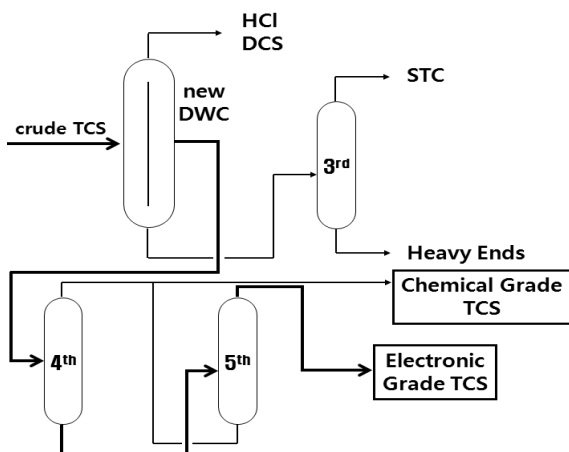 HCl
DCS
new
DWC
crude TCS
STC
3rd
Heavy Ends
Chemical Grade
TCS
4th
5th
Electronic
Grade TCS